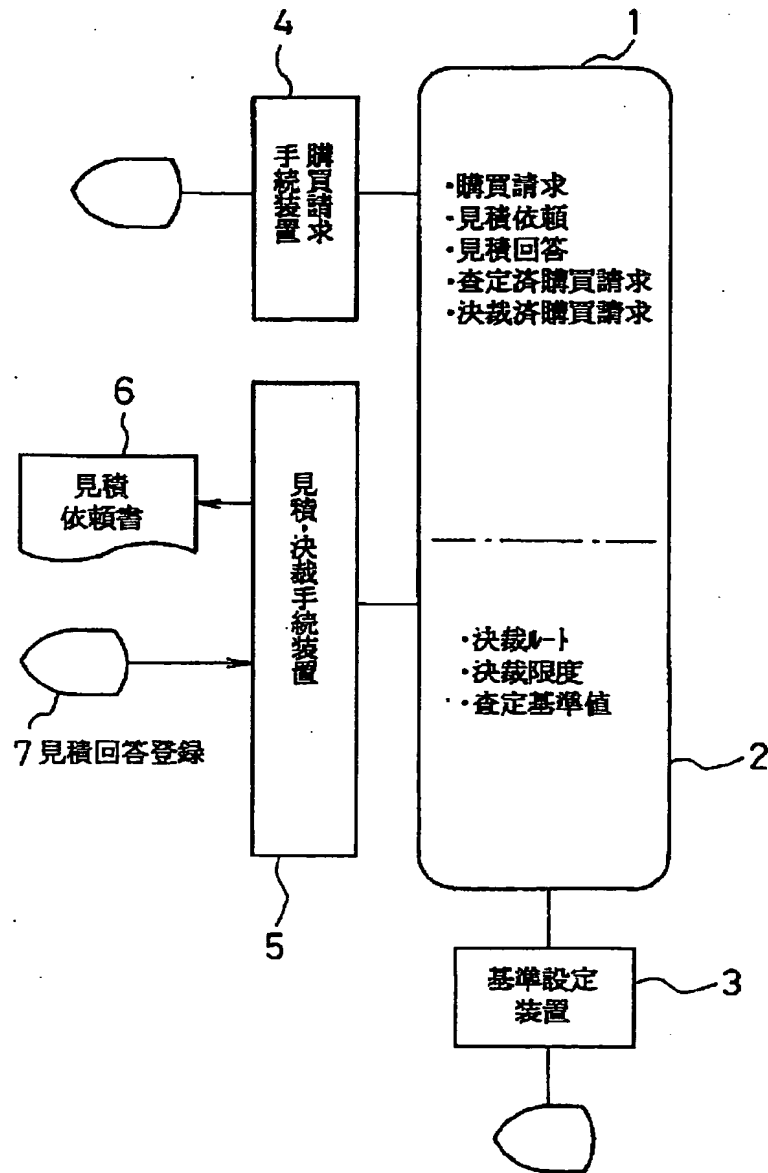 1
4
購買請求
手続装置
・購買請求
・見積依頼
・見積回答
・査定済購買請求
・決裁済購買請求
6
見積
依頼書
見積・決裁手続装置
・決裁ルート
・決裁限度
・査定基準値
7見積回答登録
2
5
基準設定
装置
3